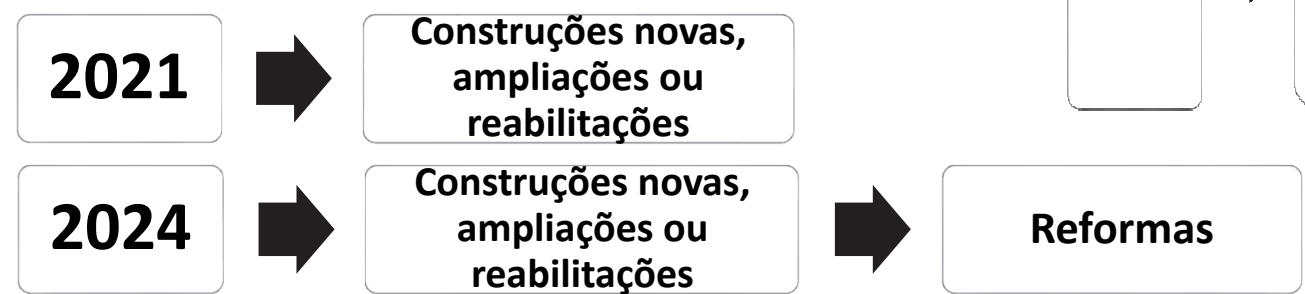 2021
Construções novas,
ampliações ou
reabilitações
2024
Construções novas,
ampliações ou
reabilitações
Reformas